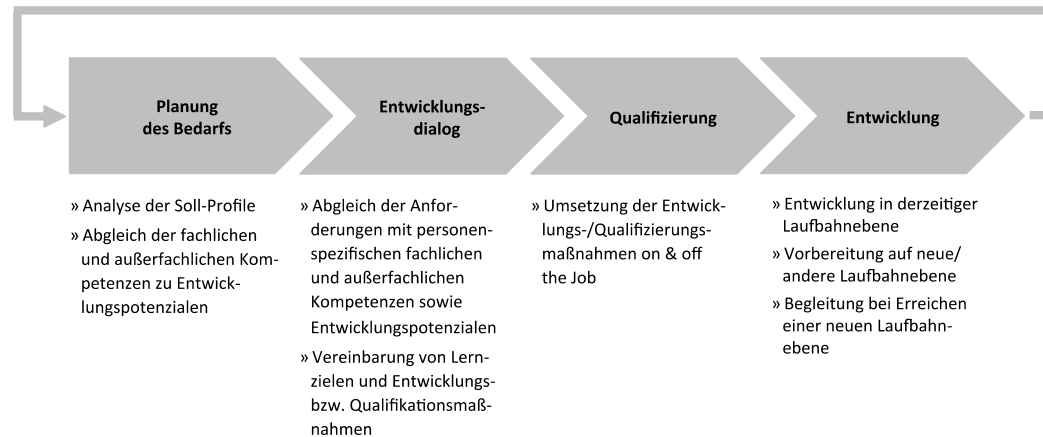 Planung
des Bedarfs
Entwicklungs-
dialog
Qualifizierung
Entwicklung
» Analyse der Soll-Profile
» Abgleich der fachlichen
und außerfachlichen Kom-
petenzen zu Entwick-
lungspotenzialen
» Abgleich der Anfor-
derungen mit personen-
spezifischen fachlichen
und außerfachlichen
Kompetenzen sowie
Entwicklungspotenzialen
» Vereinbarung von Lern-
zielen und Entwicklungs-
bzw. Qualifikationsmaß-
nahmen
» Umsetzung der Entwick-
lungs-/Qualifizierungs-
maßnahmen on & off
the Job
» Entwicklung in derzeitiger
Laufbahnebene
» Vorbereitung auf neue/
andere Laufbahnebene
» Begleitung bei Erreichen
einer neuen Laufbahn-
ebene